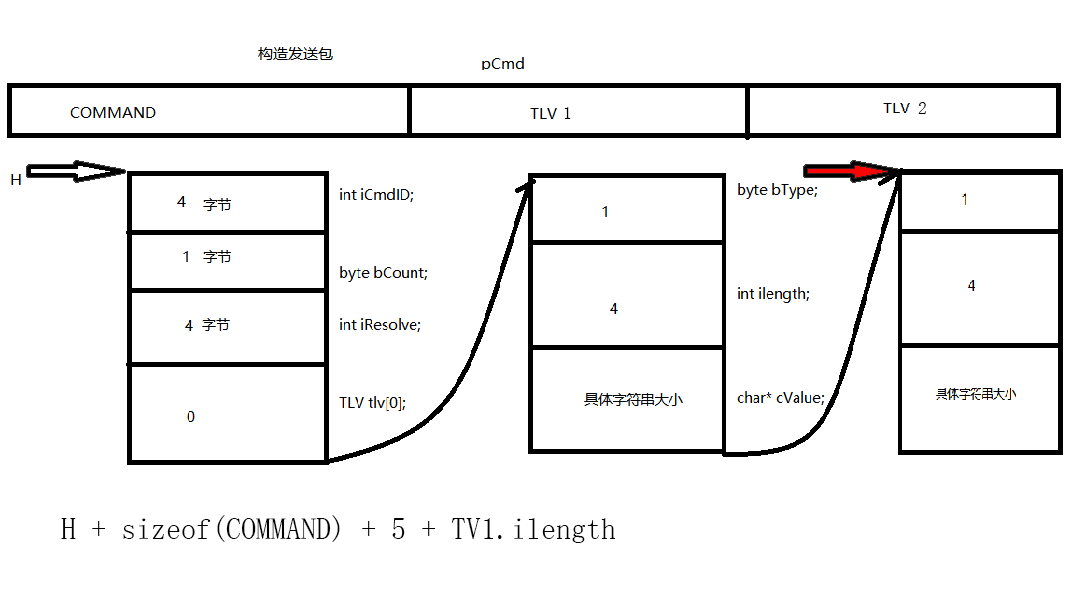 构造发送包
pCmd
COMMAND
TLV 1
TLV 2
H
4 字节
int iCmdID;
1 字节
byte bCount;
4 字节
int iResolve;
0
TLV tlv[0];
1
byte bType;
4
int ilength;
具体字符串大小
char* cValue;
1
4
具体字符串大小
H + sizeof(COMMAND) + 5 + TV1.ilength